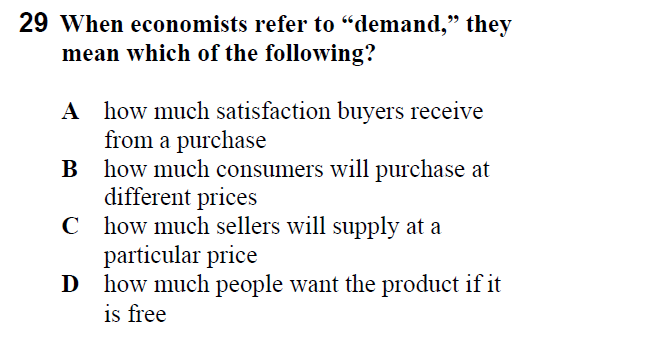 29 When economists refer to “demand,” they
mean which of the following?
A how much satisfaction buyers receive
from a purchase
B how much consumers will purchase at
different prices
C how much sellers will supply at a
particular price
D how much people want the product if it
is free